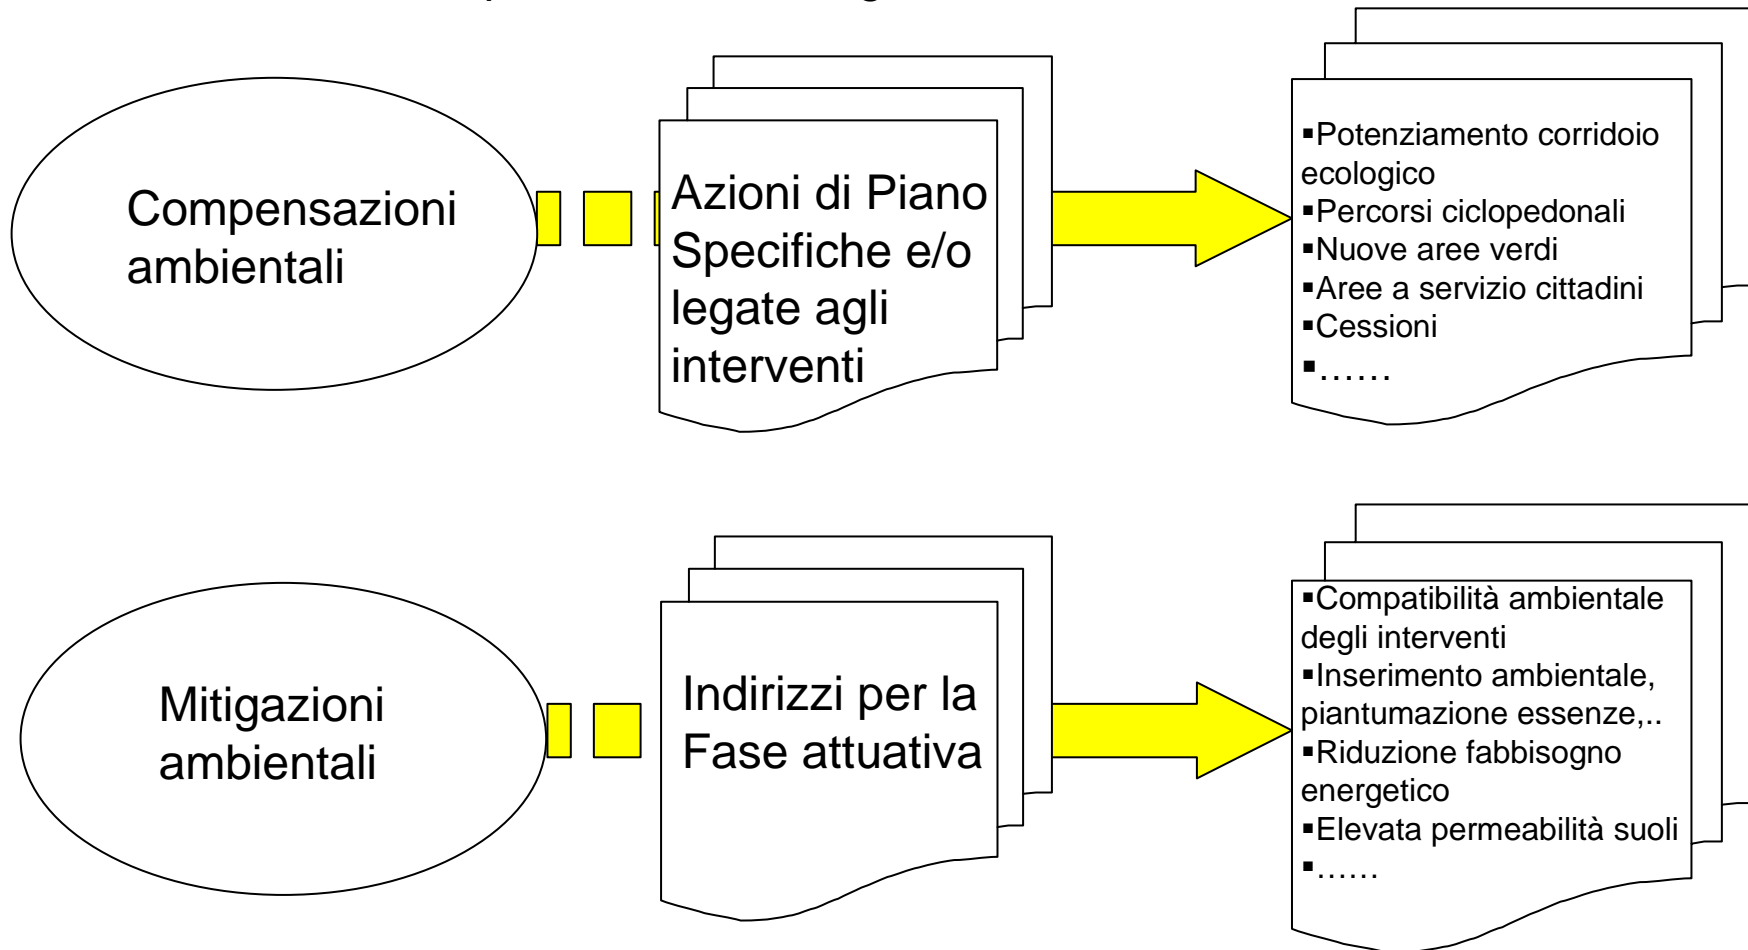 Compensazioni
ambientali
Azioni di Piano
Specifiche e/o
legate agli
interventi
▪Potenziamento corridoio
ecologico
▪Percorsi ciclopedonali
▪Nuove aree verdi
▪Aree a servizio cittadini
▪Cessioni
▪……
Mitigazioni
ambientali
Indirizzi per la
Fase attuativa
▪Compatibilità ambientale
degli interventi
▪Inserimento ambientale,
piantumazione essenze,..
▪Riduzione fabbisogno
energetico
▪Elevata permeabilità suoli
▪……